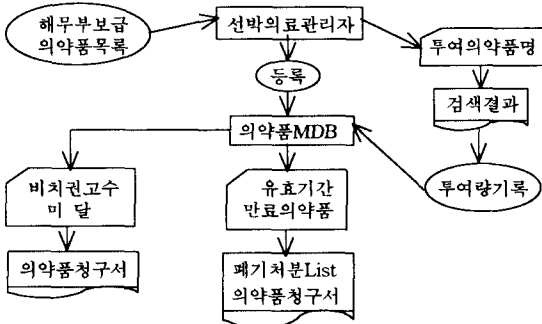 해무부보급
의약품목록
선박의료관리자
투여의약품명
등록
검색결과
의약품MDB
투여량기록
비치권고수
미 달
유효기간
만료의약품
의약품청구서
폐기처분List
의약품청구서